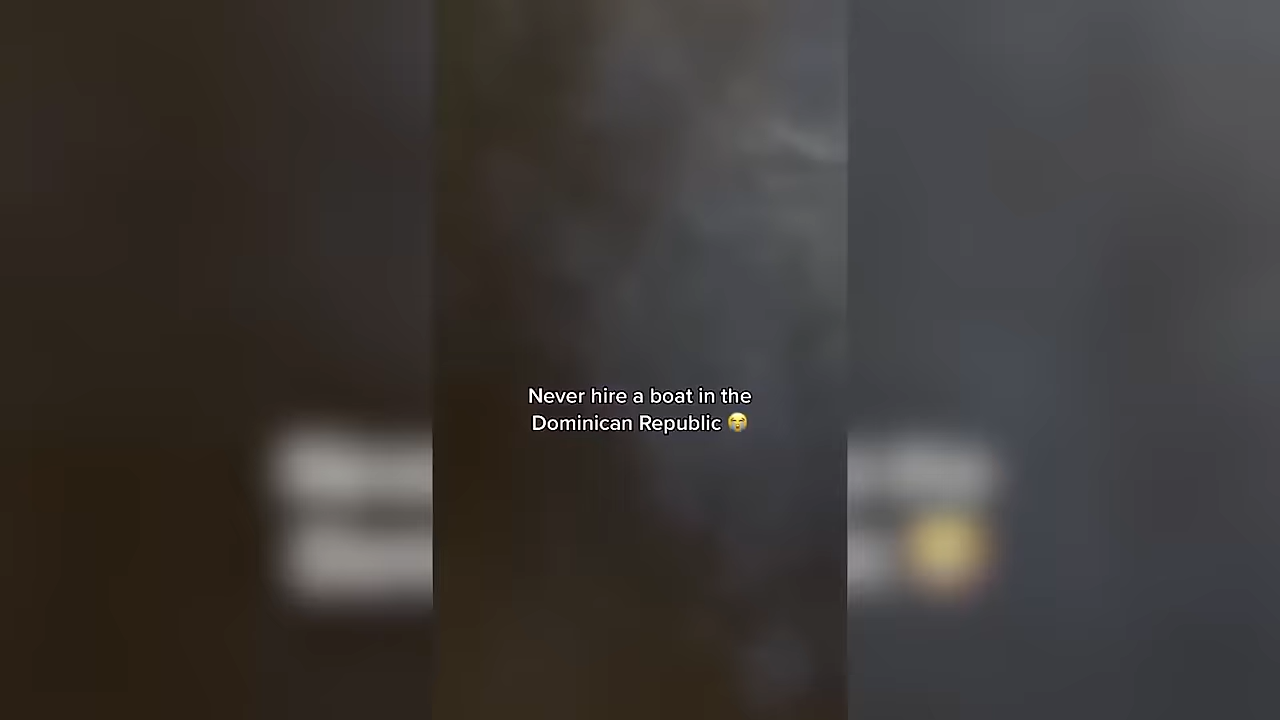 Never hire a boat in the
Dominican Republic 😭